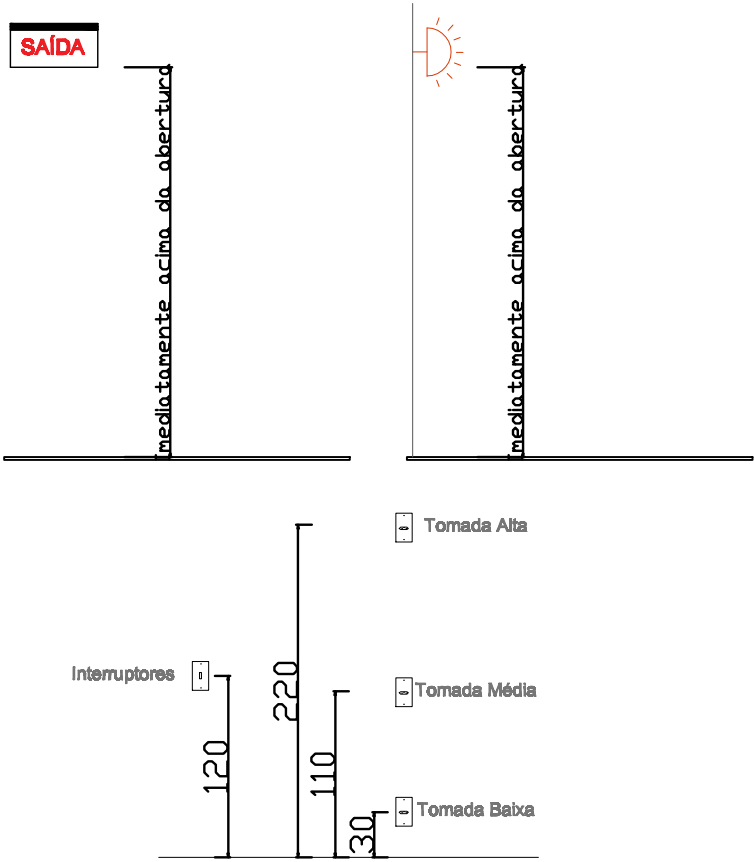 SAÍDA
Imediatamente acima da abertura
Imediatamente acima da abertura
Tomada Alta
Interruptores
220
Tomada Média
120
110
Tomada Baixa
30